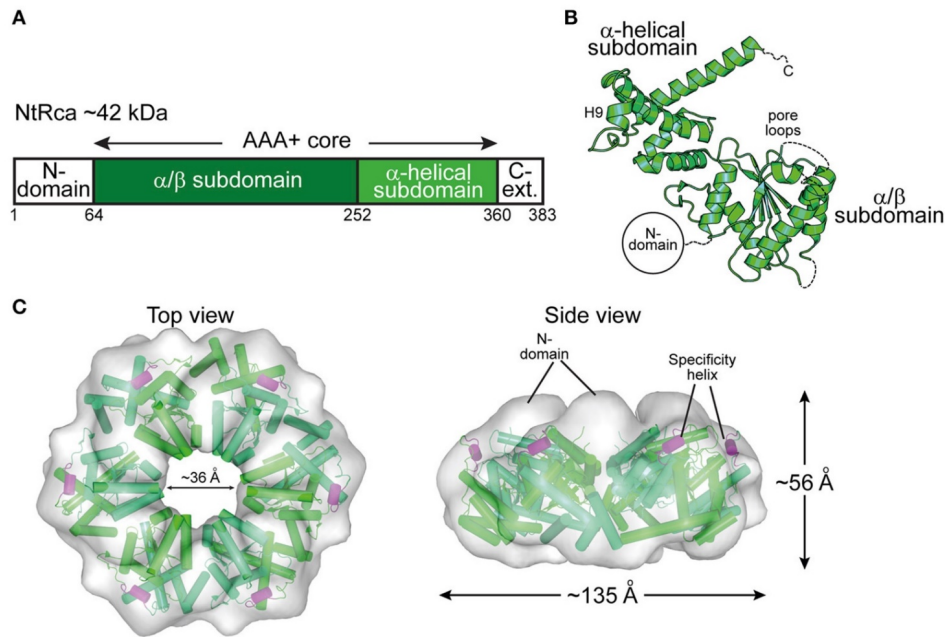 A
NtRca ~42 kDa
AAA+ core
N-
domain
α/β subdomain
α-helical
subdomain
C-
ext.
1 64 252 360 383
B
α-helical
subdomain
C
H9
pore
loops
α/β
subdomain
N-
domain
C
Top view
~36 Å
Side view
N-
domain
Specificity
helix
~56 Å
~135 Å